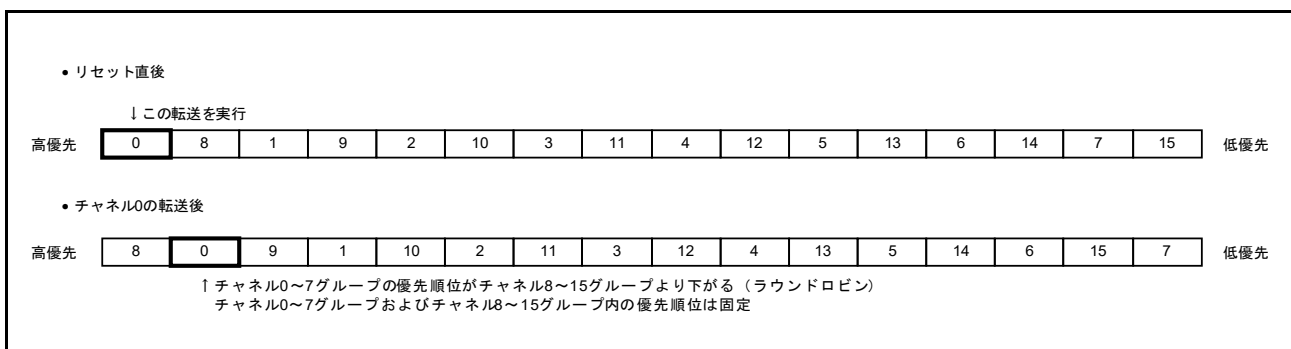 • リセット直後
↓この転送を実行
高優先 0 8 1 9 2 10 3 11 4 12 5 13 6 14 7 15 低優先
• チャネル0の転送後
高優先 8 0 9 1 10 2 11 3 12 4 13 5 14 6 15 7 低優先
↑チャネル0～7グループの優先順位がチャネル8～15グループより下がる（ラウンドロビン）
チャネル0～7グループおよびチャネル8～15グループ内の優先順位は固定